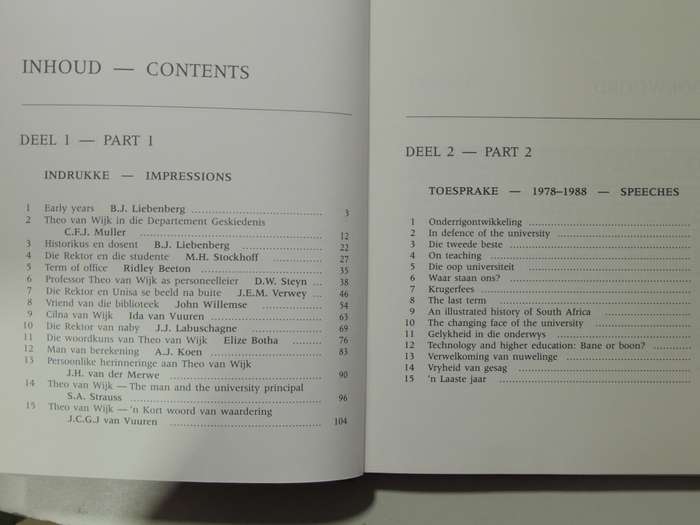 INHOUD — CONTENTS
DEEL 1 — PART 1
INDRUKKE — IMPRESSIONS
1 Early years B.J. Liebenberg 3
2 Theo van Wijk in die Departement Geskiedenis
C.F.J. Muller 12
3 Historikus en dosent B.J. Liebenberg 22
4 Die Rektor en die studente M.H. Stockhoff 27
5 Term of office Ridley Beeton 35
6 Professor Theo van Wijk as personeelleier D.W. Steyn ... 38
7 Die Rektor en Unisa se beeld na buite J.E.M. Verwey ... 46
8 Vriend van die biblioteek John Willemse 54
9 Cilna van Wijk Ida van Vuuren 63
10 Die Rektor van naby J.J. Labuschagne 69
11 Die woordkuns van Theo van Wijk Elize Botha 76
12 Man van berekening A.J. Koen 83
13 Persoonlike herinneringe aan Theo van Wijk
J.H. van der Merwe 90
14 Theo van Wijk — The man and the university principal
S.A. Strauss 96
15 Theo van Wijk — 'n Kort woord van waardering
J.C.G.J van Vuuren 104
DEEL 2 — PART 2
TOESPRAKE — 1978–1988 — SPEECHES
1 Onderrigontwikkeling
2 In defence of the university
3 Die tweede beste
4 On teaching
5 Die oop universiteit
6 Waar staan ons?
7 Krugerfees
8 The last term
9 An illustrated history of South Africa
10 The changing face of the university
11 Gelykheid in die onderwys
12 Technology and higher education: Bane or boon?
13 Verwelkoming van nuwelinge
14 Vryheid van gesag
15 'n Laaste jaar